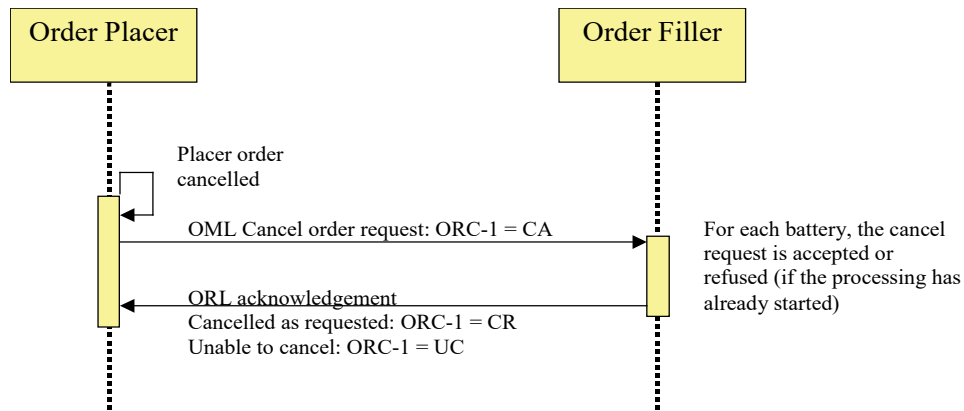 Order Placer
Order Filler
Placer order
cancelled
OML Cancel order request: ORC-1 = CA
For each battery, the cancel
request is accepted or
refused (if the processing has
already started)
ORL acknowledgement
Cancelled as requested: ORC-1 = CR
Unable to cancel: ORC-1 = UC